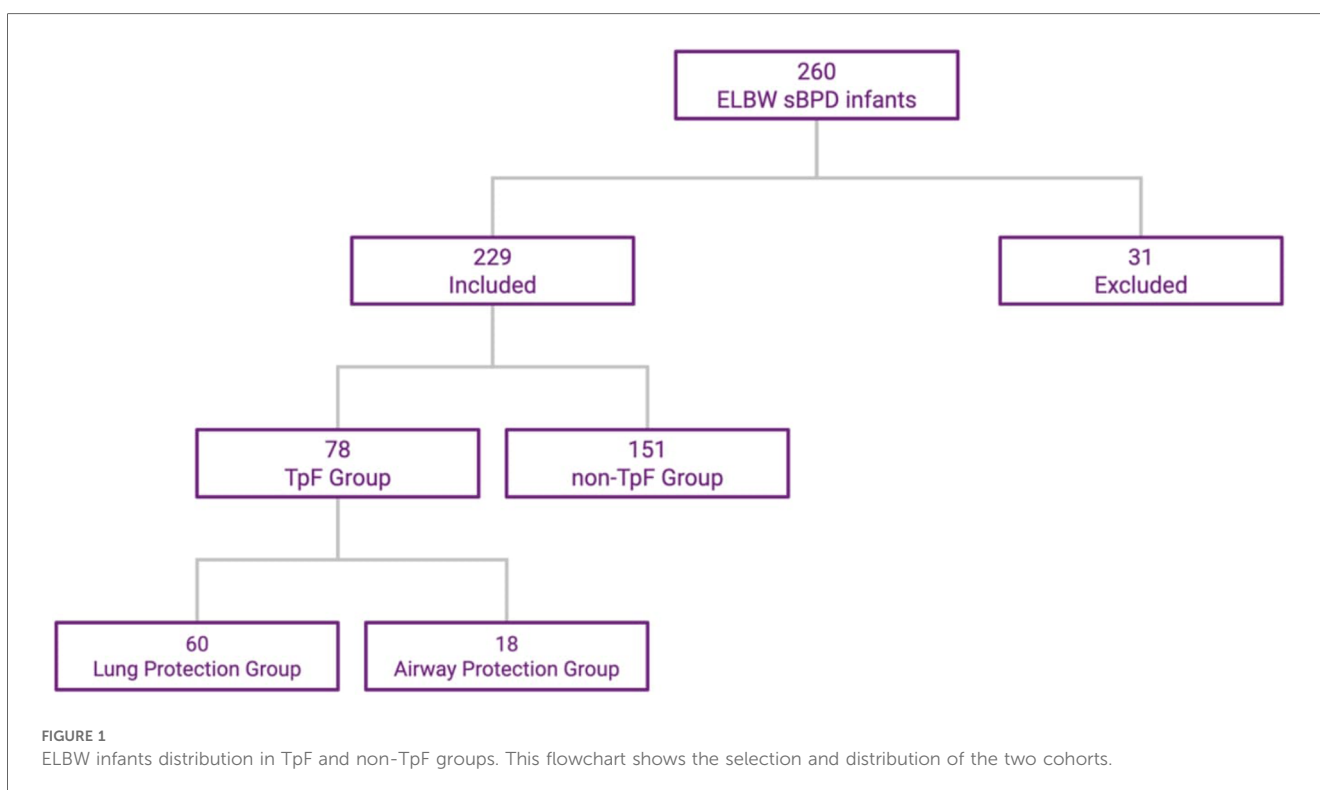 260
ELBW sBPD infants
229
Included
31
Excluded
78
TpF Group
151
non-TpF Group
60
Lung Protection Group
18
Airway Protection Group
FIGURE 1
ELBW infants distribution in TpF and non-TpF groups. This flowchart shows the selection and distribution of the two cohorts.